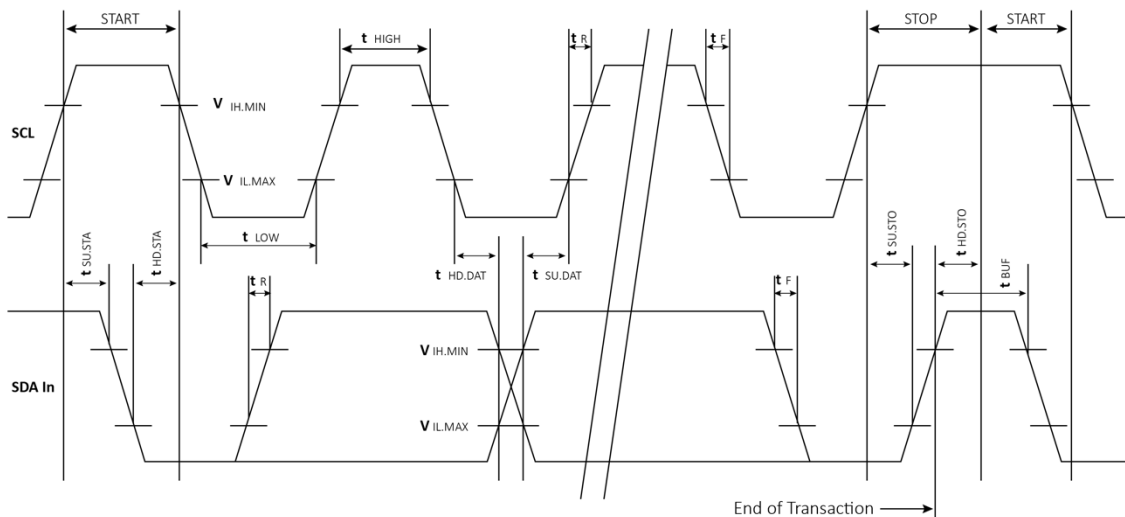 START
STOP
START
t HIGH
t R
t F
V IH.MIN
SCL
V IL.MAX
t SU.STA
t HD.STA
t LOW
t HD.DAT
t SU.DAT
t SU.STO
t HD.STO
t BUF
t R
t F
V IH.MIN
SDA In
V IL.MAX
End of Transaction